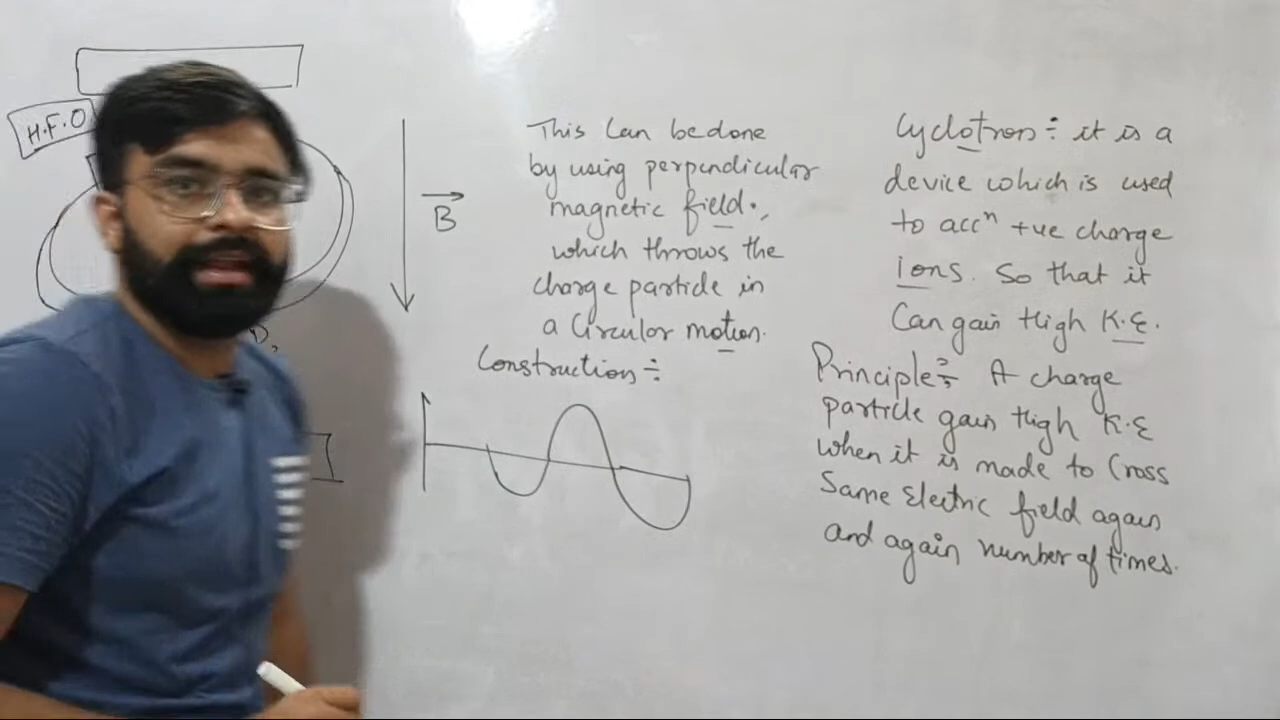 Cyclotron ÷ it is a
device which is used
to accⁿ +ve charge
ions. So that it
Can gain High K.E.
Principle ÷ A charge
particle gain High K.E
when it is made to Cross
Same Electric field again
and again number of times.
This Can be done
by using perpendicular
magnetic field.,
which throws the
charge particle in
a Circular motion.
Construction ÷
H.F.O
B